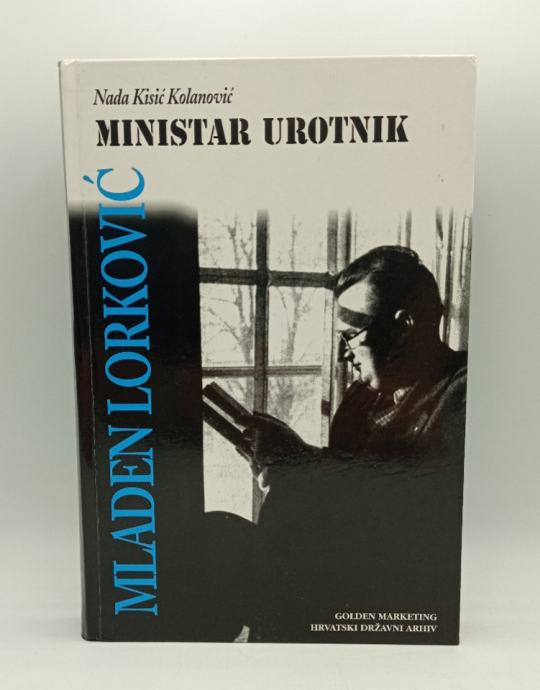 Nada Kisić Kolanović
MINISTAR UROTNIK
MLADEN LORKOVIĆ
GOLDEN MARKETING
HRVATSKI DRŽAVNI ARHIV